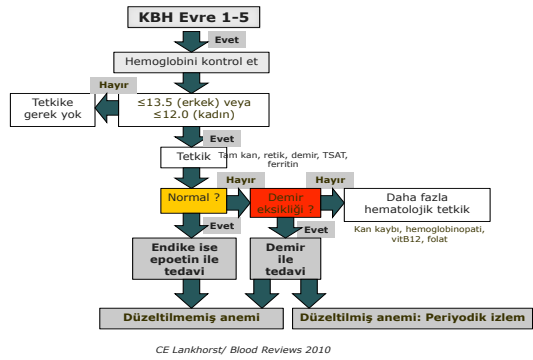 KBH Evre 1-5
Evet
Hemoglobini kontrol et
Hayır
Tetkike
gerek yok
≤13.5 (erkek) veya
≤12.0 (kadın)
Evet
Tetkik
Tam kan, retik, demir, TSAT,
ferritin
Hayır
Hayır
Normal ?
Demir
eksikliği ?
Daha fazla
hematolojik tetkik
Evet
Evet
Kan kaybı, hemoglobinopati,
vitB12, folat
Endike ise
epoetin ile
tedavi
Demir
ile
tedavi
Düzeltilmemiş anemi
Düzeltilmiş anemi: Periyodik izlem
CE Lankhorst/ Blood Reviews 2010